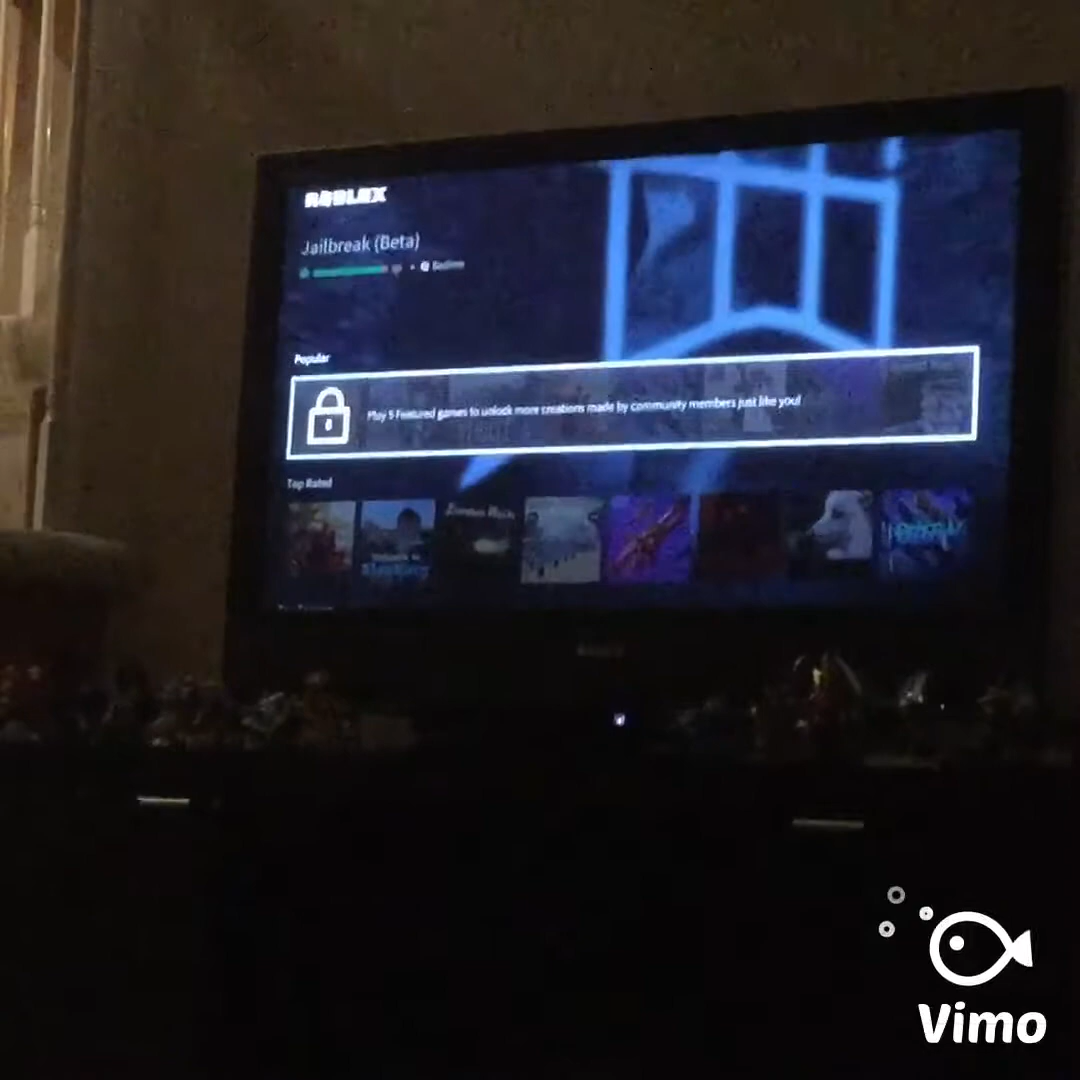 ROBLOX
Jailbreak (Beta)
Popular
Play 5 Featured games to unlock more creations made by community members just like you!
Top Rated
Vimo